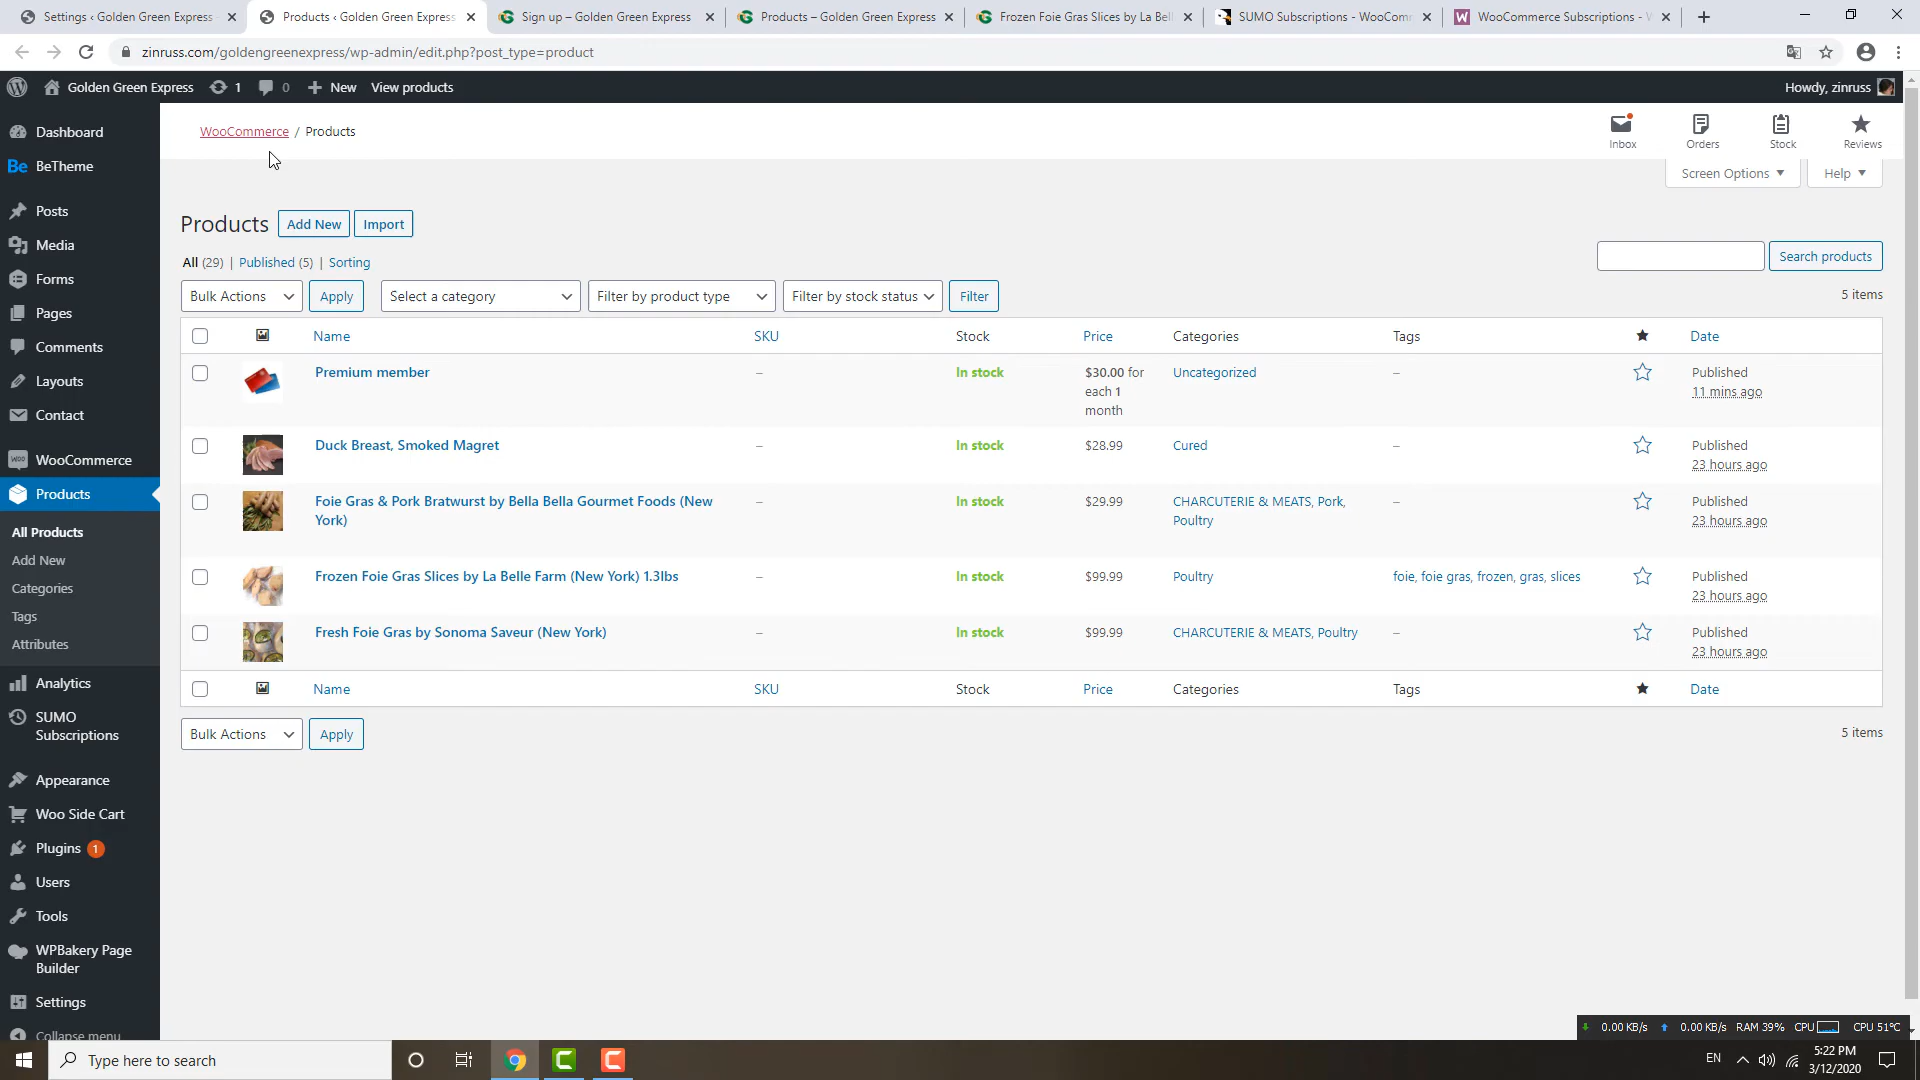 Settings ‹ Golden Green Express
Products ‹ Golden Green Express
Sign up – Golden Green Express
Products – Golden Green Express
Frozen Foie Gras Slices by La Bel
SUMO Subscriptions - WooComm
WooCommerce Subscriptions - W
zinruss.com/goldengreenexpress/wp-admin/edit.php?post_type=product
Golden Green Express 1 0 New View products
Howdy, zinruss
Dashboard
BeTheme
Posts
Media
Forms
Pages
Comments
Layouts
Contact
WooCommerce
Products
All Products
Add New
Categories
Tags
Attributes
Analytics
SUMO
Subscriptions
Appearance
Woo Side Cart
Plugins 1
Users
Tools
WPBakery Page
Builder
Settings
Collapse menu
WooCommerce / Products
Inbox Orders Stock Reviews
Screen Options Help
Products Add New Import
All (29) | Published (5) | Sorting
Search products
Bulk Actions Apply Select a category Filter by product type Filter by stock status Filter
5 items
Name SKU Stock Price Categories Tags Date
Premium member – In stock $30.00 for Uncategorized – Published
each 1 11 mins ago
month
Duck Breast, Smoked Magret – In stock $28.99 Cured – Published
23 hours ago
Foie Gras & Pork Bratwurst by Bella Bella Gourmet Foods (New – In stock $29.99 CHARCUTERIE & MEATS, Pork, – Published
York) Poultry 23 hours ago
Frozen Foie Gras Slices by La Belle Farm (New York) 1.3lbs – In stock $99.99 Poultry foie, foie gras, frozen, gras, slices Published
23 hours ago
Fresh Foie Gras by Sonoma Saveur (New York) – In stock $99.99 CHARCUTERIE & MEATS, Poultry – Published
23 hours ago
Name SKU Stock Price Categories Tags Date
Bulk Actions Apply
5 items
0.00 KB/s 0.00 KB/s RAM 39% CPU CPU 51°C
Type here to search
EN
5:22 PM
3/12/2020